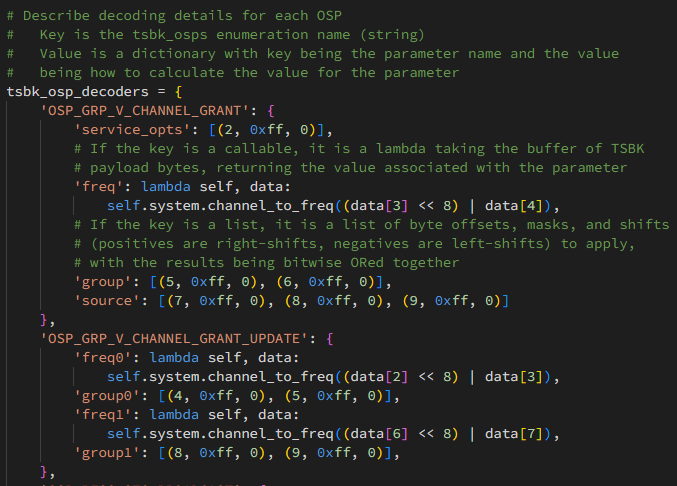 # Describe decoding details for each OSP
#   Key is the tsbk_osps enumeration name (string)
#   Value is a dictionary with key being the parameter name and the value
#   being how to calculate the value for the parameter
tsbk_osp_decoders = {
    'OSP_GRP_V_CHANNEL_GRANT': {
        'service_opts': [(2, 0xff, 0)],
        # If the key is a callable, it is a lambda taking the buffer of TSBK
        # payload bytes, returning the value associated with the parameter
        'freq': lambda self, data:
            self.system.channel_to_freq((data[3] << 8) | data[4]),
        # If the key is a list, it is a list of byte offsets, masks, and shifts
        # (positives are right-shifts, negatives are left-shifts) to apply,
        # with the results being bitwise ORed together
        'group': [(5, 0xff, 0), (6, 0xff, 0)],
        'source': [(7, 0xff, 0), (8, 0xff, 0), (9, 0xff, 0)]
    },
    'OSP_GRP_V_CHANNEL_GRANT_UPDATE': {
        'freq0': lambda self, data:
            self.system.channel_to_freq((data[2] << 8) | data[3]),
        'group0': [(4, 0xff, 0), (5, 0xff, 0)],
        'freq1': lambda self, data:
            self.system.channel_to_freq((data[6] << 8) | data[7]),
        'group1': [(8, 0xff, 0), (9, 0xff, 0)],
    },